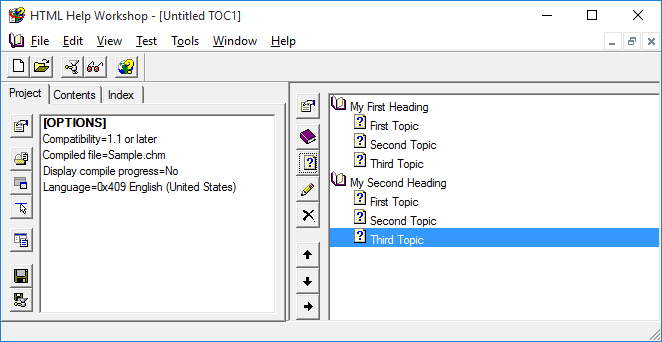 HTML Help Workshop - [Untitled TOC1]
File Edit View Test Tools Window Help
Project Contents Index
[OPTIONS]
Compatibility=1.1 or later
Compiled file=Sample.chm
Display compile progress=No
Language=0x409 English (United States)
My First Heading
First Topic
Second Topic
Third Topic
My Second Heading
First Topic
Second Topic
Third Topic